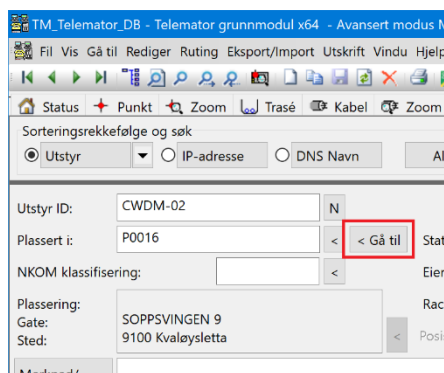 TM_Telemator_DB - Telemator grunnmodul x64 - Avansert modus
Fil Vis Gå til Rediger Ruting Eksport/Import Utskrift Vindu Hjelp
Status Punkt Zoom Trasé Kabel Zoom
Sorteringsrekkefølge og søk
Utstyr IP-adresse DNS Navn
Utstyr ID: CWDM-02 N
Plassert i: P0016 < < Gå til
NKOM klassifisering: < Eier
Plassering:
Gate: SOPPSVINGEN 9
Sted: 9100 Kvaløysletta <